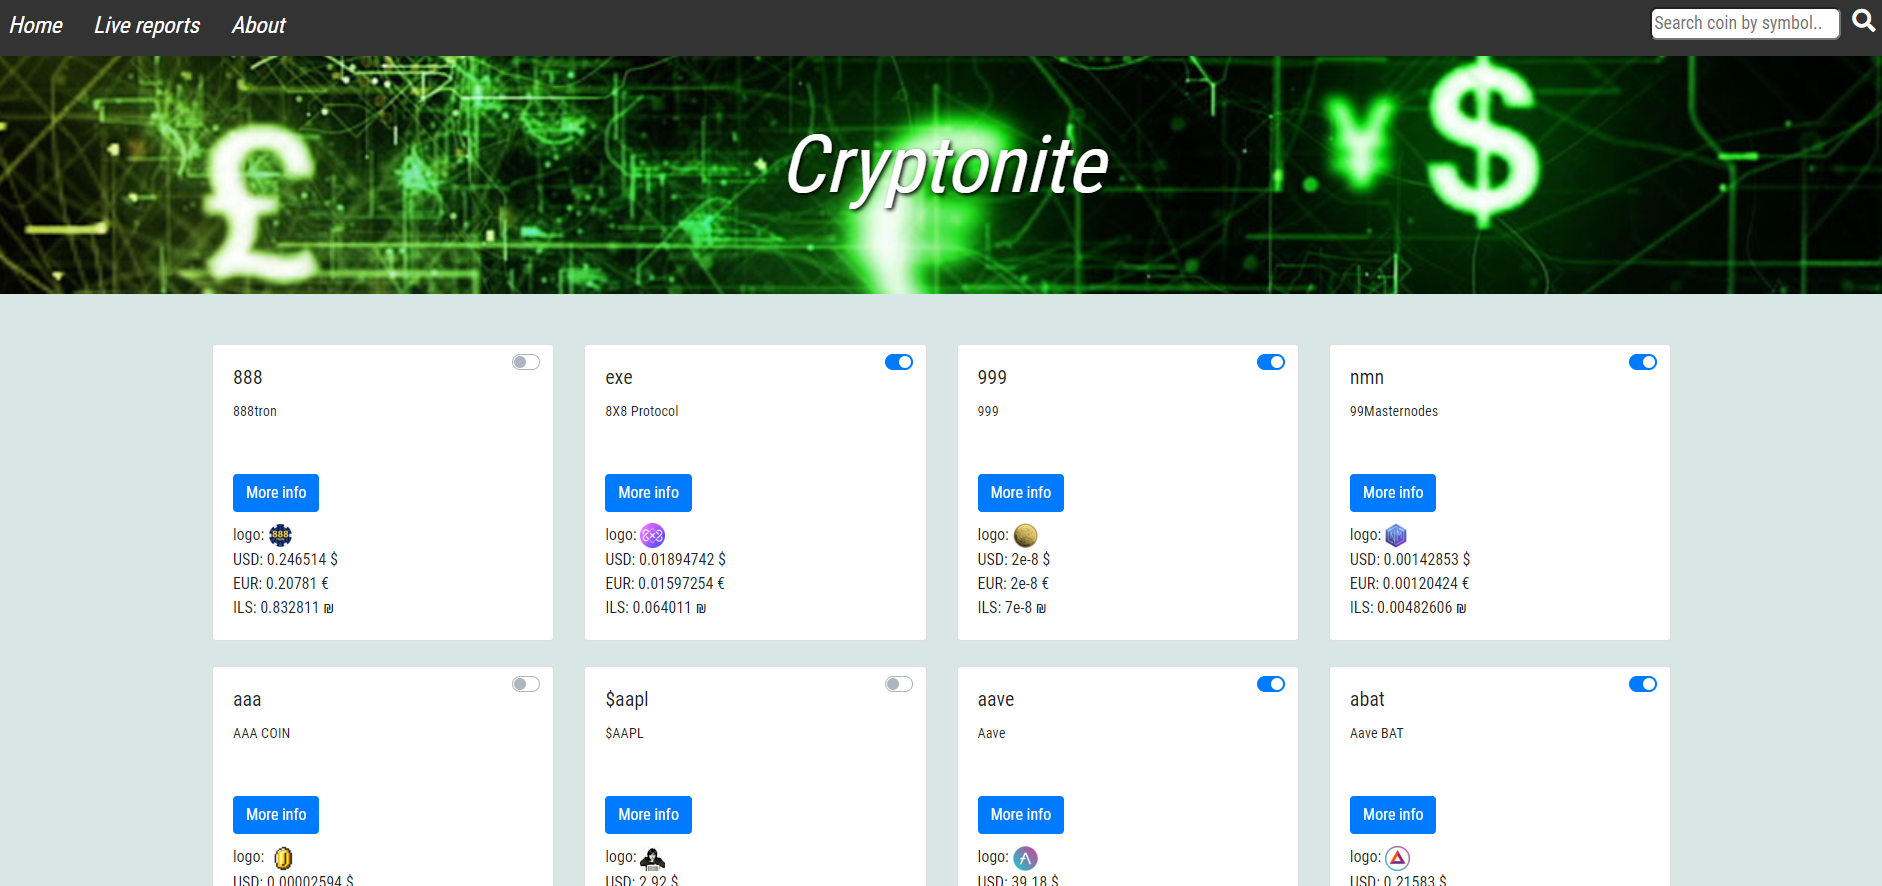 Home Live reports About Search coin by symbol..
Cryptonite
888
888tron
More info
logo: 888
USD: 0.246514 $
EUR: 0.20781 €
ILS: 0.832811 ₪
exe
8X8 Protocol
More info
logo:
USD: 0.01894742 $
EUR: 0.01597254 €
ILS: 0.064011 ₪
999
999
More info
logo:
USD: 2e-8 $
EUR: 2e-8 €
ILS: 7e-8 ₪
nmn
99Masternodes
More info
logo:
USD: 0.00142853 $
EUR: 0.00120424 €
ILS: 0.00482606 ₪
aaa
AAA COIN
More info
logo:
USD: 0.00002594 $
$aapl
$AAPL
More info
logo:
USD: 2.92 $
aave
Aave
More info
logo:
USD: 39.18 $
abat
Aave BAT
More info
logo:
USD: 0.21583 $